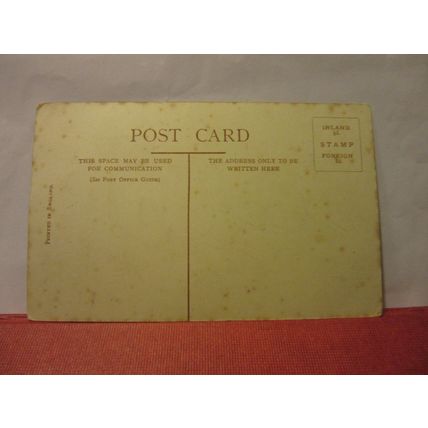 POST CARD
THIS SPACE MAY BE USED
FOR COMMUNICATION
(See Post Office Guide)
THE ADDRESS ONLY TO BE
WRITTEN HERE
INLAND
STAMP
FOREIGN
Printed in England